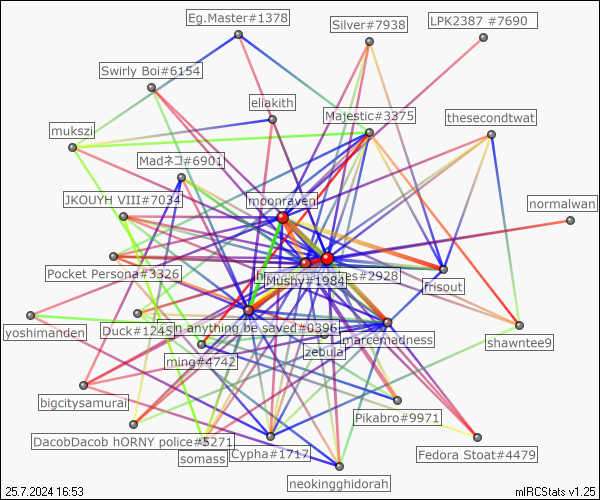 Eg.Master#1378
LPK2387 #7690
Silver#7938
Swirly Boi#6154
eliakith
Majestic#3375
thesecondtwat
mukszi
Madネコ#6901
JKOUYH VIII#7034
moonraven
normalwan
Pocket Persona#3326
es#2928
Mushy#1984
frisout
yoshimanden
Duck#1245
n anything be saved#0396
marcemadness
shawntee9
zebula
ming#4742
bigcitysamurai
Pikabro#9971
DacobDacob hORNY police#5271
somass
Cypha#1717
Fedora Stoat#4479
neokingghidorah
25.7.2024 16:53
mIRCStats v1.25